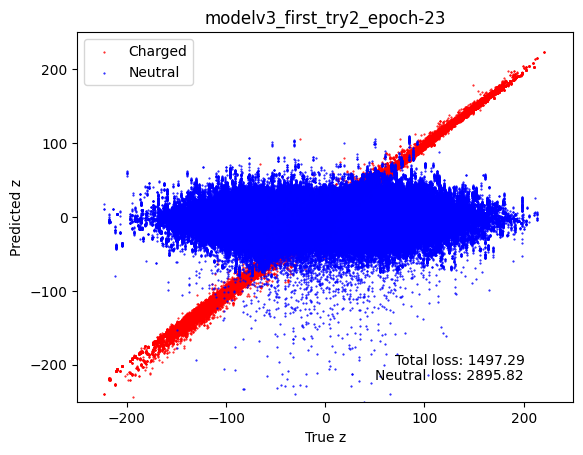 modelv3_first_try2_epoch-23
Charged
Neutral
200
100
0
−100
−200
Predicted z
Total loss: 1497.29
Neutral loss: 2895.82
−200
−100
0
100
200
True z